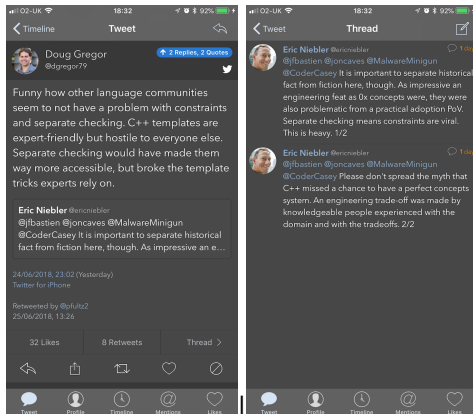 O2-UK
18:32
92%
Timeline
Tweet
Doug Gregor
@dgregor79
2 Replies, 2 Quotes
Funny how other language communities
seem to not have a problem with constraints
and separate checking. C++ templates are
expert-friendly but hostile to everyone else.
Separate checking would have made them
way more accessible, but broke the template
tricks experts rely on.
Eric Niebler @ericniebler
@jfbastien @joncaves @MalwareMinigun
@CoderCasey It is important to separate historical
fact from fiction here, though. As impressive an e…
24/06/2018, 23:02 (Yesterday)
Twitter for iPhone
Retweeted by @pfultz2
25/06/2018, 13:26
32 Likes
8 Retweets
Thread
Tweet
Profile
Timeline
Mentions
Likes
O2-UK
18:32
92%
Tweet
Thread
Eric Niebler @ericniebler
1 day
@jfbastien @joncaves @MalwareMinigun
@CoderCasey It is important to separate historical
fact from fiction here, though. As impressive an
engineering feat as 0x concepts were, they were
also problematic from a practical adoption PoV.
Separate checking means constraints are viral.
This is heavy. 1/2
Eric Niebler @ericniebler
1 day
@jfbastien @joncaves @MalwareMinigun
@CoderCasey Please don't spread the myth that
C++ missed a chance to have a perfect concepts
system. An engineering trade-off was made by
knowledgeable people experienced with the
domain and with the tradeoffs. 2/2
Tweet
Profile
Timeline
Mentions
Likes